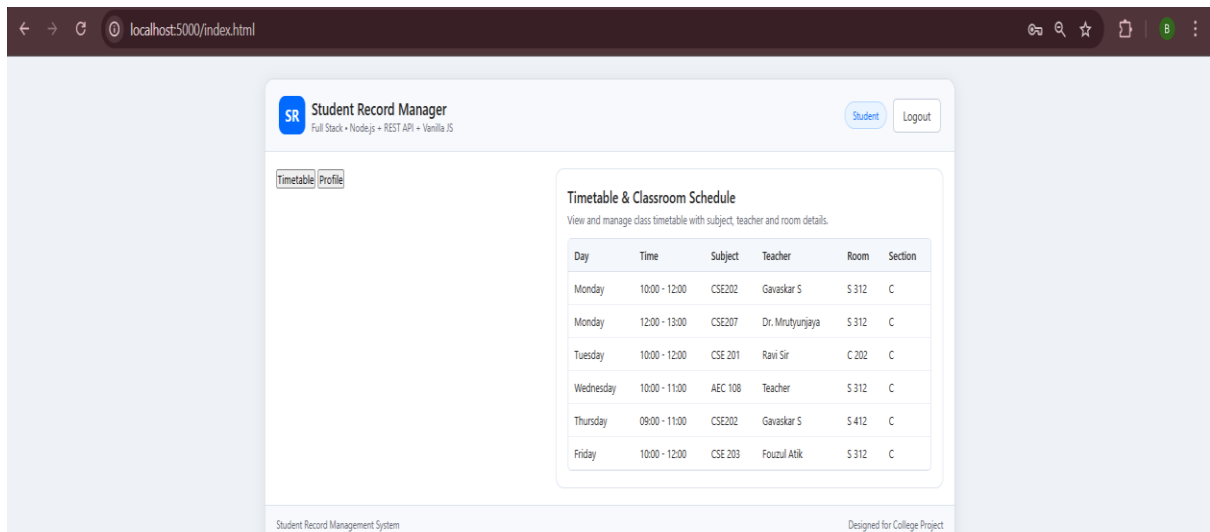 localhost:5000/index.html
B
SR
Student Record Manager
Full Stack • Node.js + REST API + Vanilla JS
Student
Logout
Timetable Profile
Timetable & Classroom Schedule
View and manage class timetable with subject, teacher and room details.
Day Time Subject Teacher Room Section
Monday 10:00 - 12:00 CSE202 Gavaskar S S 312 C
Monday 12:00 - 13:00 CSE207 Dr. Mrutyunjaya S 312 C
Tuesday 10:00 - 12:00 CSE 201 Ravi Sir C 202 C
Wednesday 10:00 - 11:00 AEC 108 Teacher S 312 C
Thursday 09:00 - 11:00 CSE202 Gavaskar S S 412 C
Friday 10:00 - 12:00 CSE 203 Fouzul Atik S 312 C
Student Record Management System
Designed for College Project